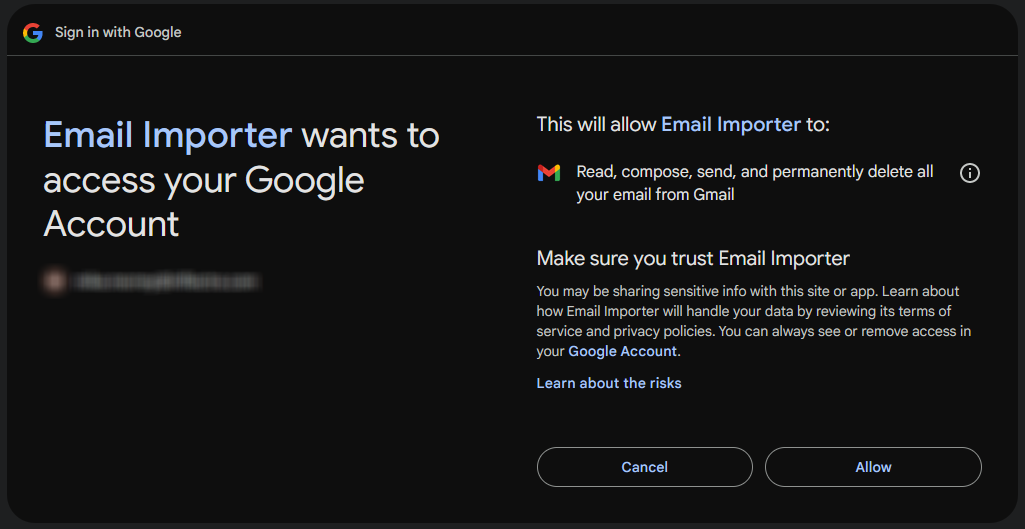 Sign in with Google
Email Importer wants to
access your Google
Account
This will allow Email Importer to:
Read, compose, send, and permanently delete all
your email from Gmail
Make sure you trust Email Importer
You may be sharing sensitive info with this site or app. Learn about
how Email Importer will handle your data by reviewing its terms of
service and privacy policies. You can always see or remove access in
your Google Account.
Learn about the risks
Cancel
Allow